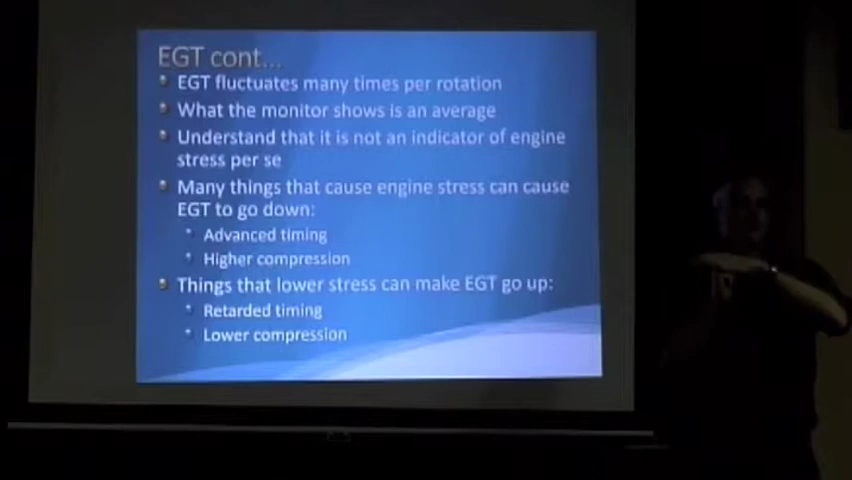 EGT cont...
EGT fluctuates many times per rotation
What the monitor shows is an average
Understand that it is not an indicator of engine
stress per se
Many things that cause engine stress can cause
EGT to go down:
Advanced timing
Higher compression
Things that lower stress can make EGT go up:
Retarded timing
Lower compression